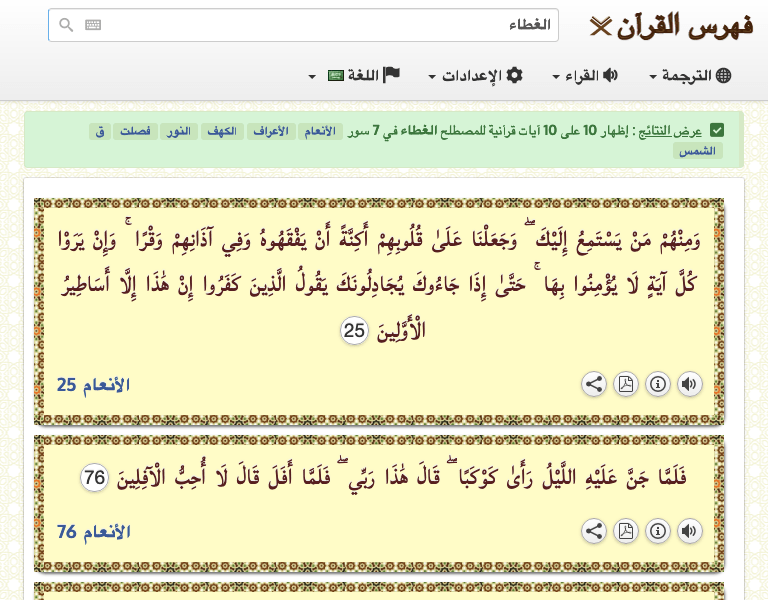 فهرس القرآن
الغطاء
الترجمة القراء الإعدادات اللغة
عرض النتائج : إظهار 10 على 10 آيات قرآنية للمصطلح الغطاء في 7 سور الأنعام الأعراف الكهف النور فصلت ق
الشمس
وَمِنْهُمْ مَنْ يَسْتَمِعُ إِلَيْكَ ۖ وَجَعَلْنَا عَلَىٰ قُلُوبِهِمْ أَكِنَّةً أَنْ يَفْقَهُوهُ وَفِي آذَانِهِمْ وَقْرًا ۚ وَإِنْ يَرَوْا
كُلَّ آيَةٍ لَا يُؤْمِنُوا بِهَا ۚ حَتَّىٰ إِذَا جَاءُوكَ يُجَادِلُونَكَ يَقُولُ الَّذِينَ كَفَرُوا إِنْ هَٰذَا إِلَّا أَسَاطِيرُ
الْأَوَّلِينَ 25
الأنعام 25
فَلَمَّا جَنَّ عَلَيْهِ اللَّيْلُ رَأَىٰ كَوْكَبًا ۖ قَالَ هَٰذَا رَبِّي ۖ فَلَمَّا أَفَلَ قَالَ لَا أُحِبُّ الْآفِلِينَ 76
الأنعام 76